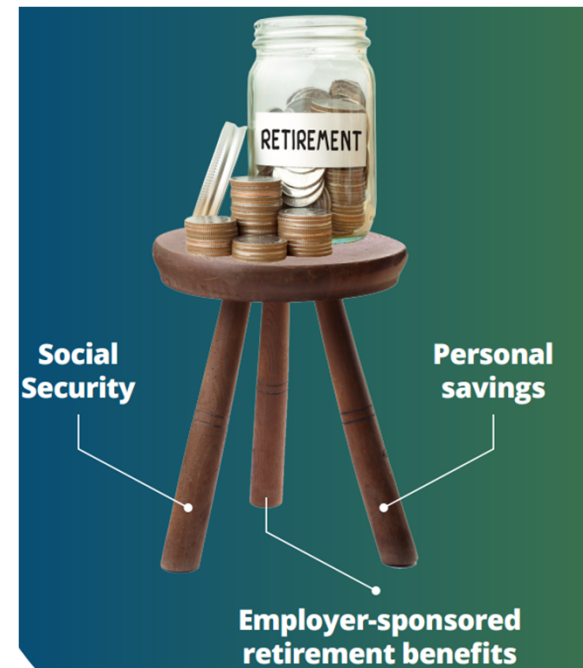 RETIREMENT
Social
Security
Personal
savings
Employer-sponsored
retirement benefits